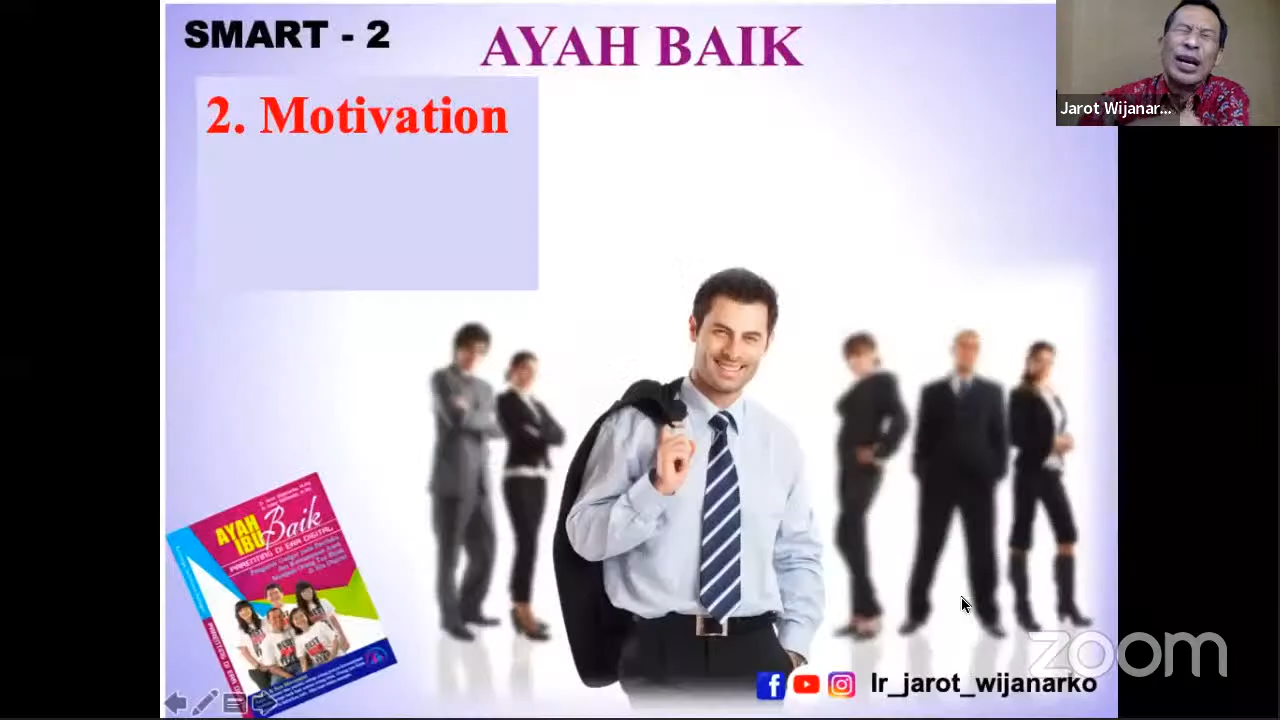 SMART - 2
AYAH BAIK
Jarot Wijanar...
2. Motivation
AYAH
IBU
Baik
PARENTING DI ERA DIGITAL
zoom
Ir_jarot_wijanarko